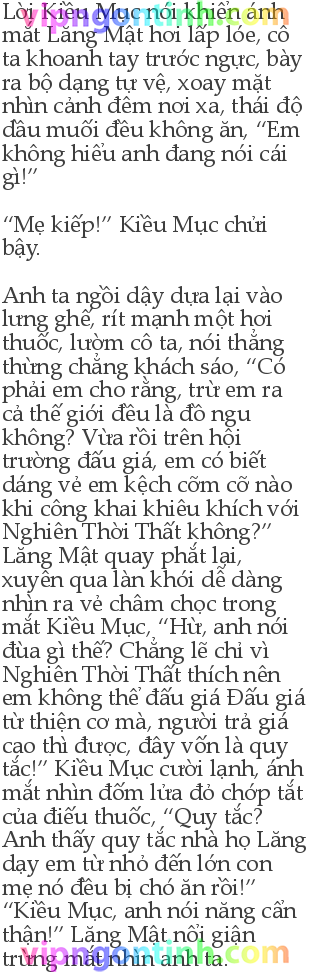 vipngontinh.com
Lời Kiều Mục nói khiến ánh
mắt Lăng Mật hơi lấp lóe, cô
ta khoanh tay trước ngực, bày
ra bộ dạng tự vệ, xoay mặt
nhìn cảnh đêm nơi xa, thái độ
dầu muối đều không ăn, “Em
không hiểu anh đang nói cái
gì!”
“Mẹ kiếp!” Kiều Mục chửi
bậy.
Anh ta ngồi dậy dựa lại vào
lưng ghế, rít mạnh một hơi
thuốc, lườm cô ta, nói thẳng
thừng chẳng khách sáo, “Có
phải em cho rằng, trừ em ra
cả thế giới đều là đồ ngu
không? Vừa rồi trên hội
trường đấu giá, em có biết
dáng vẻ em kệch cỡm cỡ nào
khi công khai khiêu khích với
Nghiên Thời Thất không?”
Lăng Mật quay phắt lại,
xuyên qua làn khói dễ dàng
nhìn ra vẻ châm chọc trong
mắt Kiều Mục, “Hừ, anh nói
đùa gì thế? Chẳng lẽ chỉ vì
Nghiên Thời Thất thích nên
em không thể đấu giá Đấu giá
từ thiện cơ mà, người trả giá
cao thì được, đây vốn là quy
tắc!” Kiều Mục cười lạnh, ánh
mắt nhìn đốm lửa đỏ chớp tắt
của điếu thuốc, “Quy tắc?
Anh thấy quy tắc nhà họ Lăng
dạy em từ nhỏ đến lớn con
mẹ nó đều bị chó ăn rồi!”
“Kiều Mục, anh nói năng cẩn
thận!” Lăng Mật nổi giận
trừng mắt nhìn anh ta.
vipngontinh.com